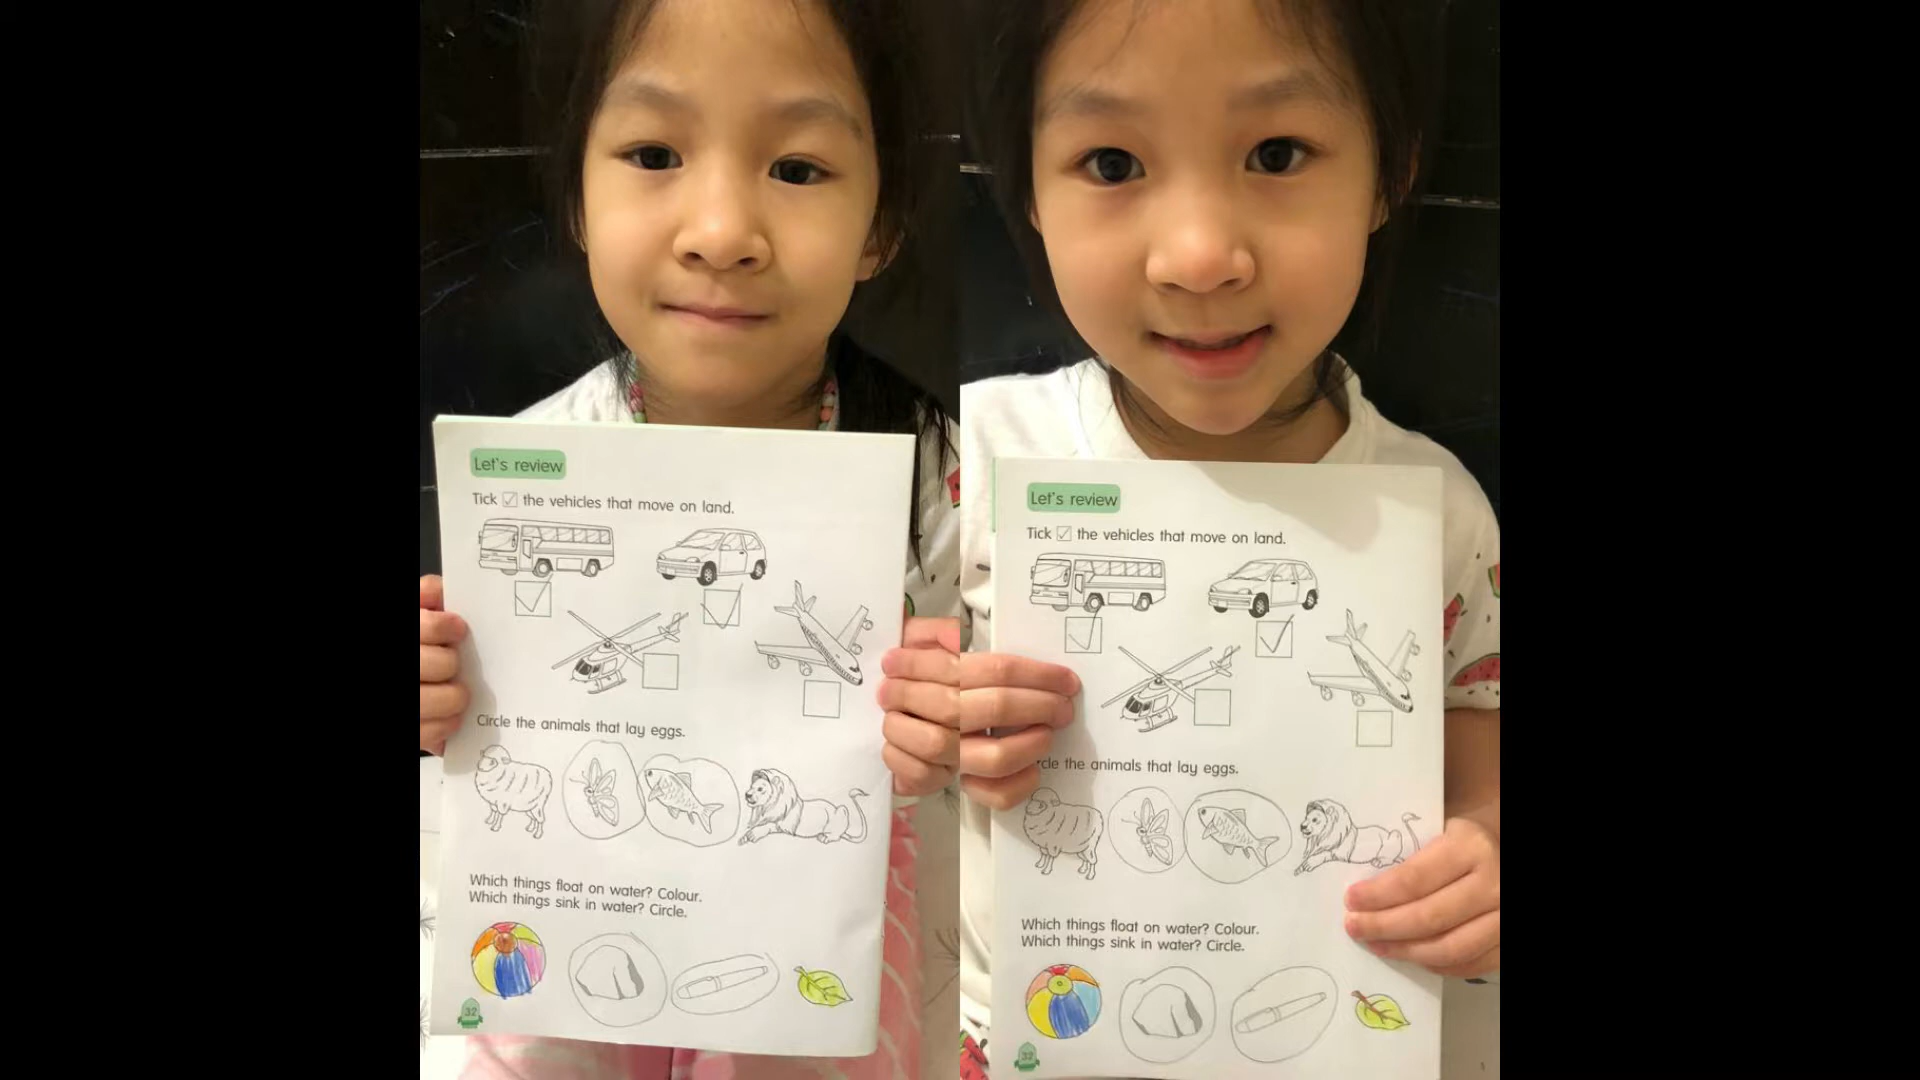 Let's review
Tick ☑ the vehicles that move on land.
Circle the animals that lay eggs.
Which things float on water? Colour.
Which things sink in water? Circle.
32
Let's review
Tick ☑ the vehicles that move on land.
rcle the animals that lay eggs.
Which things float on water? Colour.
Which things sink in water? Circle.
32